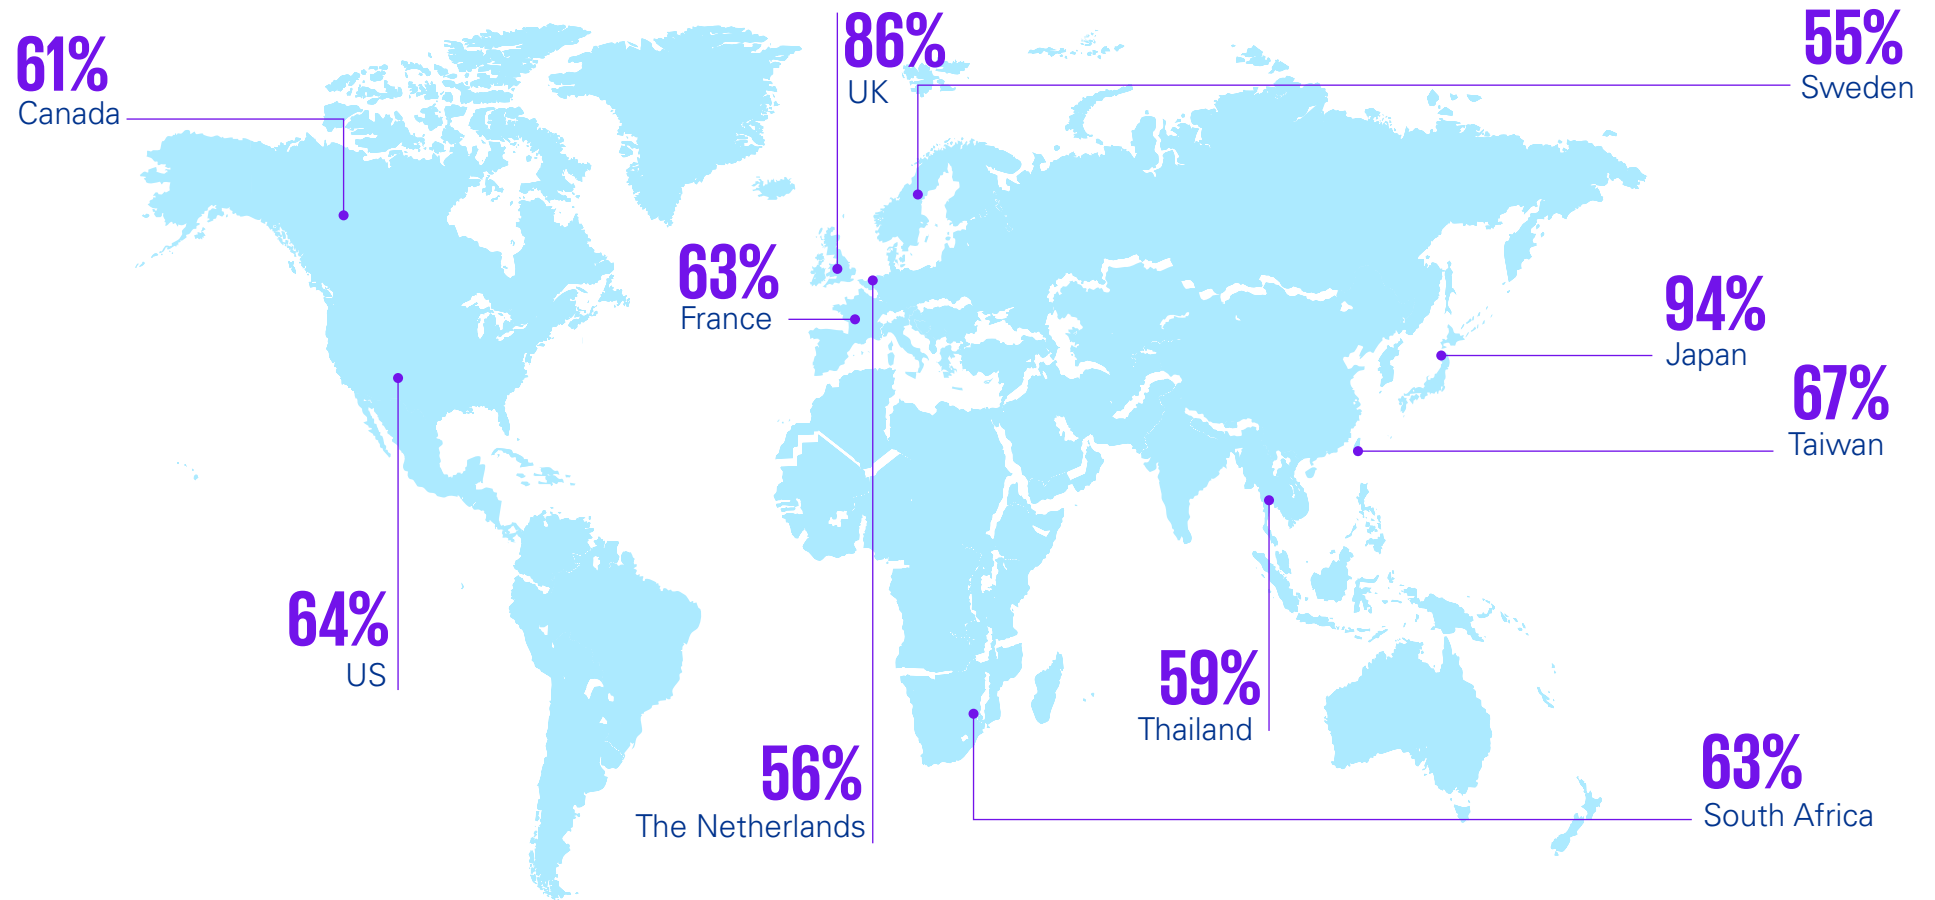 86%
UK
55%
Sweden
61%
Canada
63%
France
94%
Japan
67%
Taiwan
64%
US
59%
Thailand
56%
The Netherlands
63%
South Africa